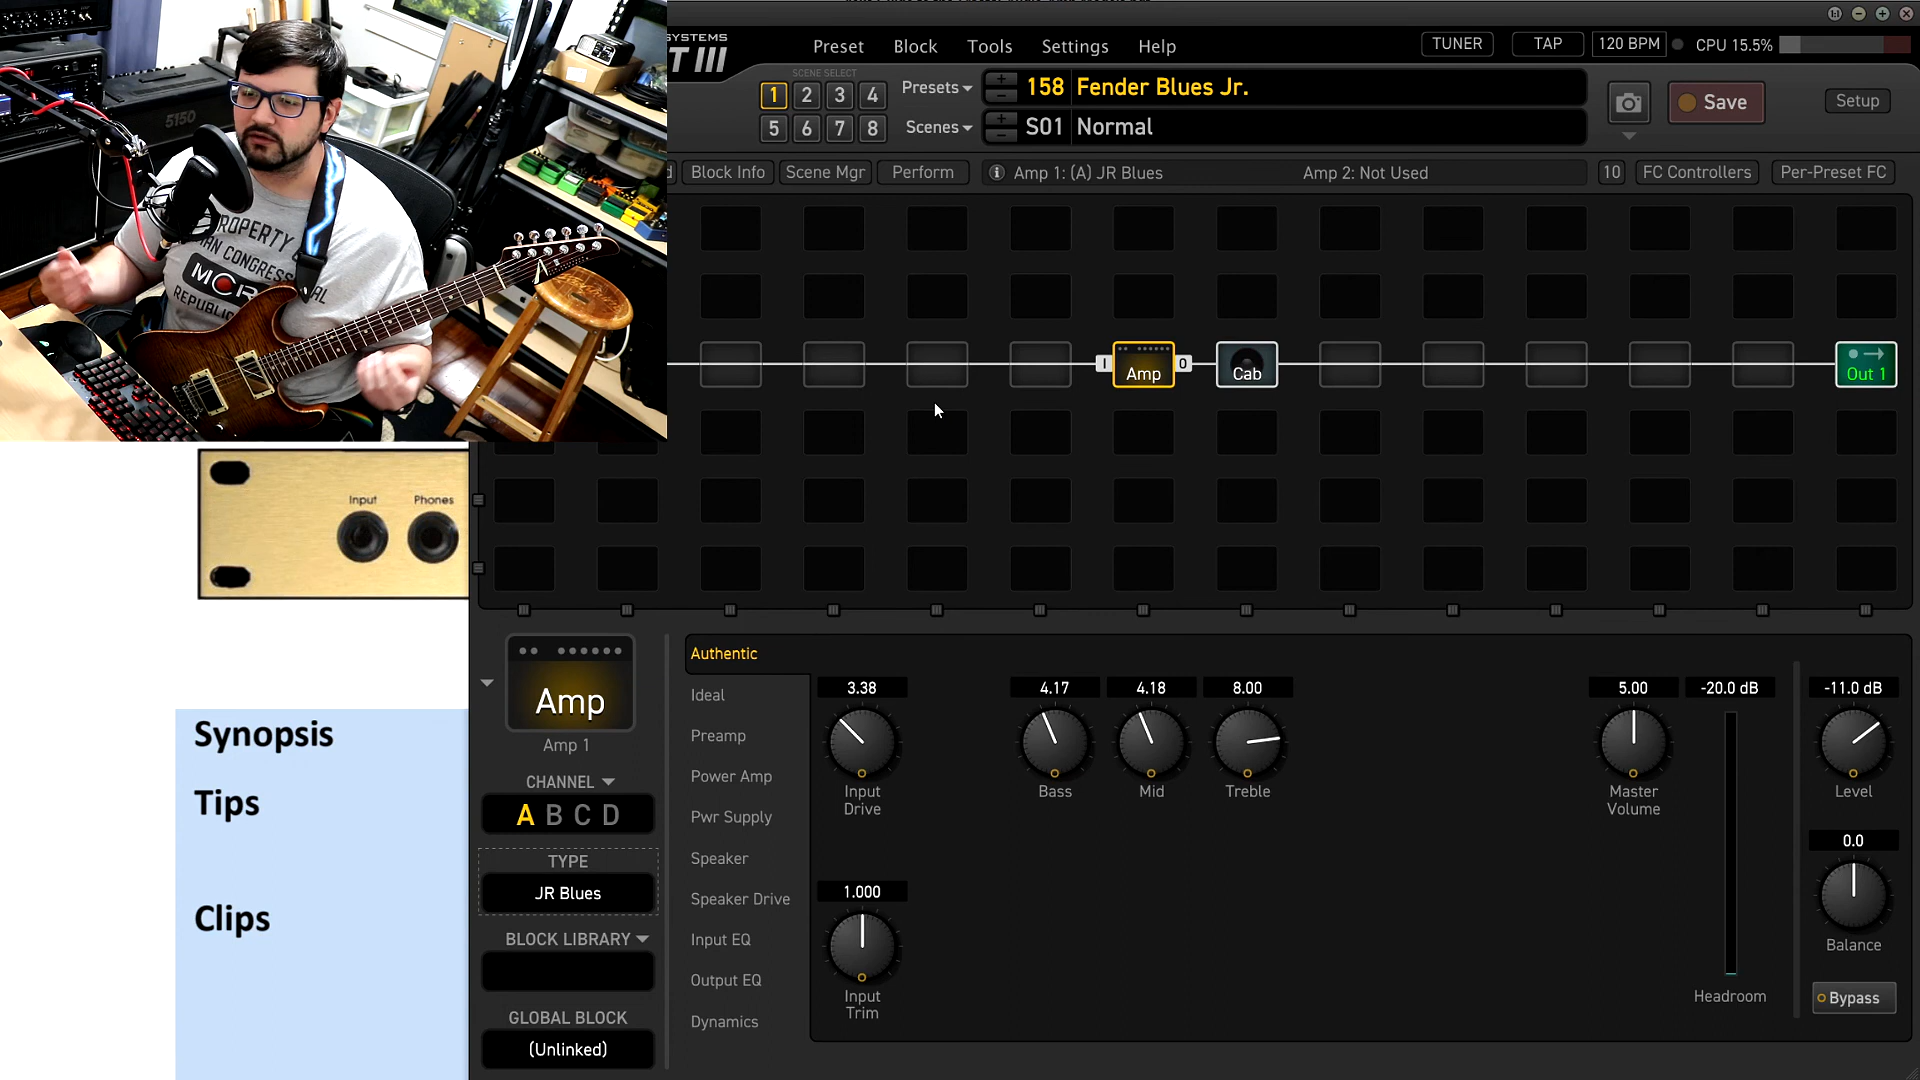 SYSTEMS
T III
Preset Block Tools Settings Help
TUNER TAP 120 BPM CPU 15.5%
SCENE SELECT
1 2 3 4
5 6 7 8
Presets
158 Fender Blues Jr.
Scenes
S01 Normal
Save
Setup
Block Info Scene Mgr Perform
Amp 1: (A) JR Blues Amp 2: Not Used
10 FC Controllers Per-Preset FC
5150
PROPERTY
CONGRESSIONAL
MCR
REPUBLIC
I Amp O Cab
Out 1
Input Phones
Synopsis
Tips
Clips
Amp
Amp 1
CHANNEL
A B C D
TYPE
JR Blues
BLOCK LIBRARY
GLOBAL BLOCK
(Unlinked)
Authentic
Ideal
Preamp
Power Amp
Pwr Supply
Speaker
Speaker Drive
Input EQ
Output EQ
Dynamics
3.38 4.17 4.18 8.00 5.00 -20.0 dB -11.0 dB
Input
Drive
Bass Mid Treble
Master
Volume
Level
1.000
Input
Trim
Headroom
0.0
Balance
Bypass